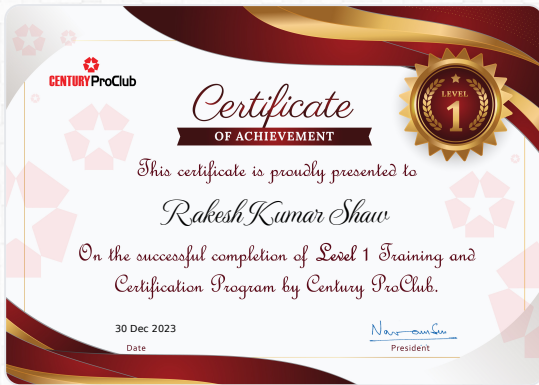 CENTURY ProClub
Certificate
OF ACHIEVEMENT
LEVEL
1
This certificate is proudly presented to
Rakesh Kumar Shaw
On the successful completion of Level 1 Training and
Certification Program by Century ProClub.
30 Dec 2023
Date
President